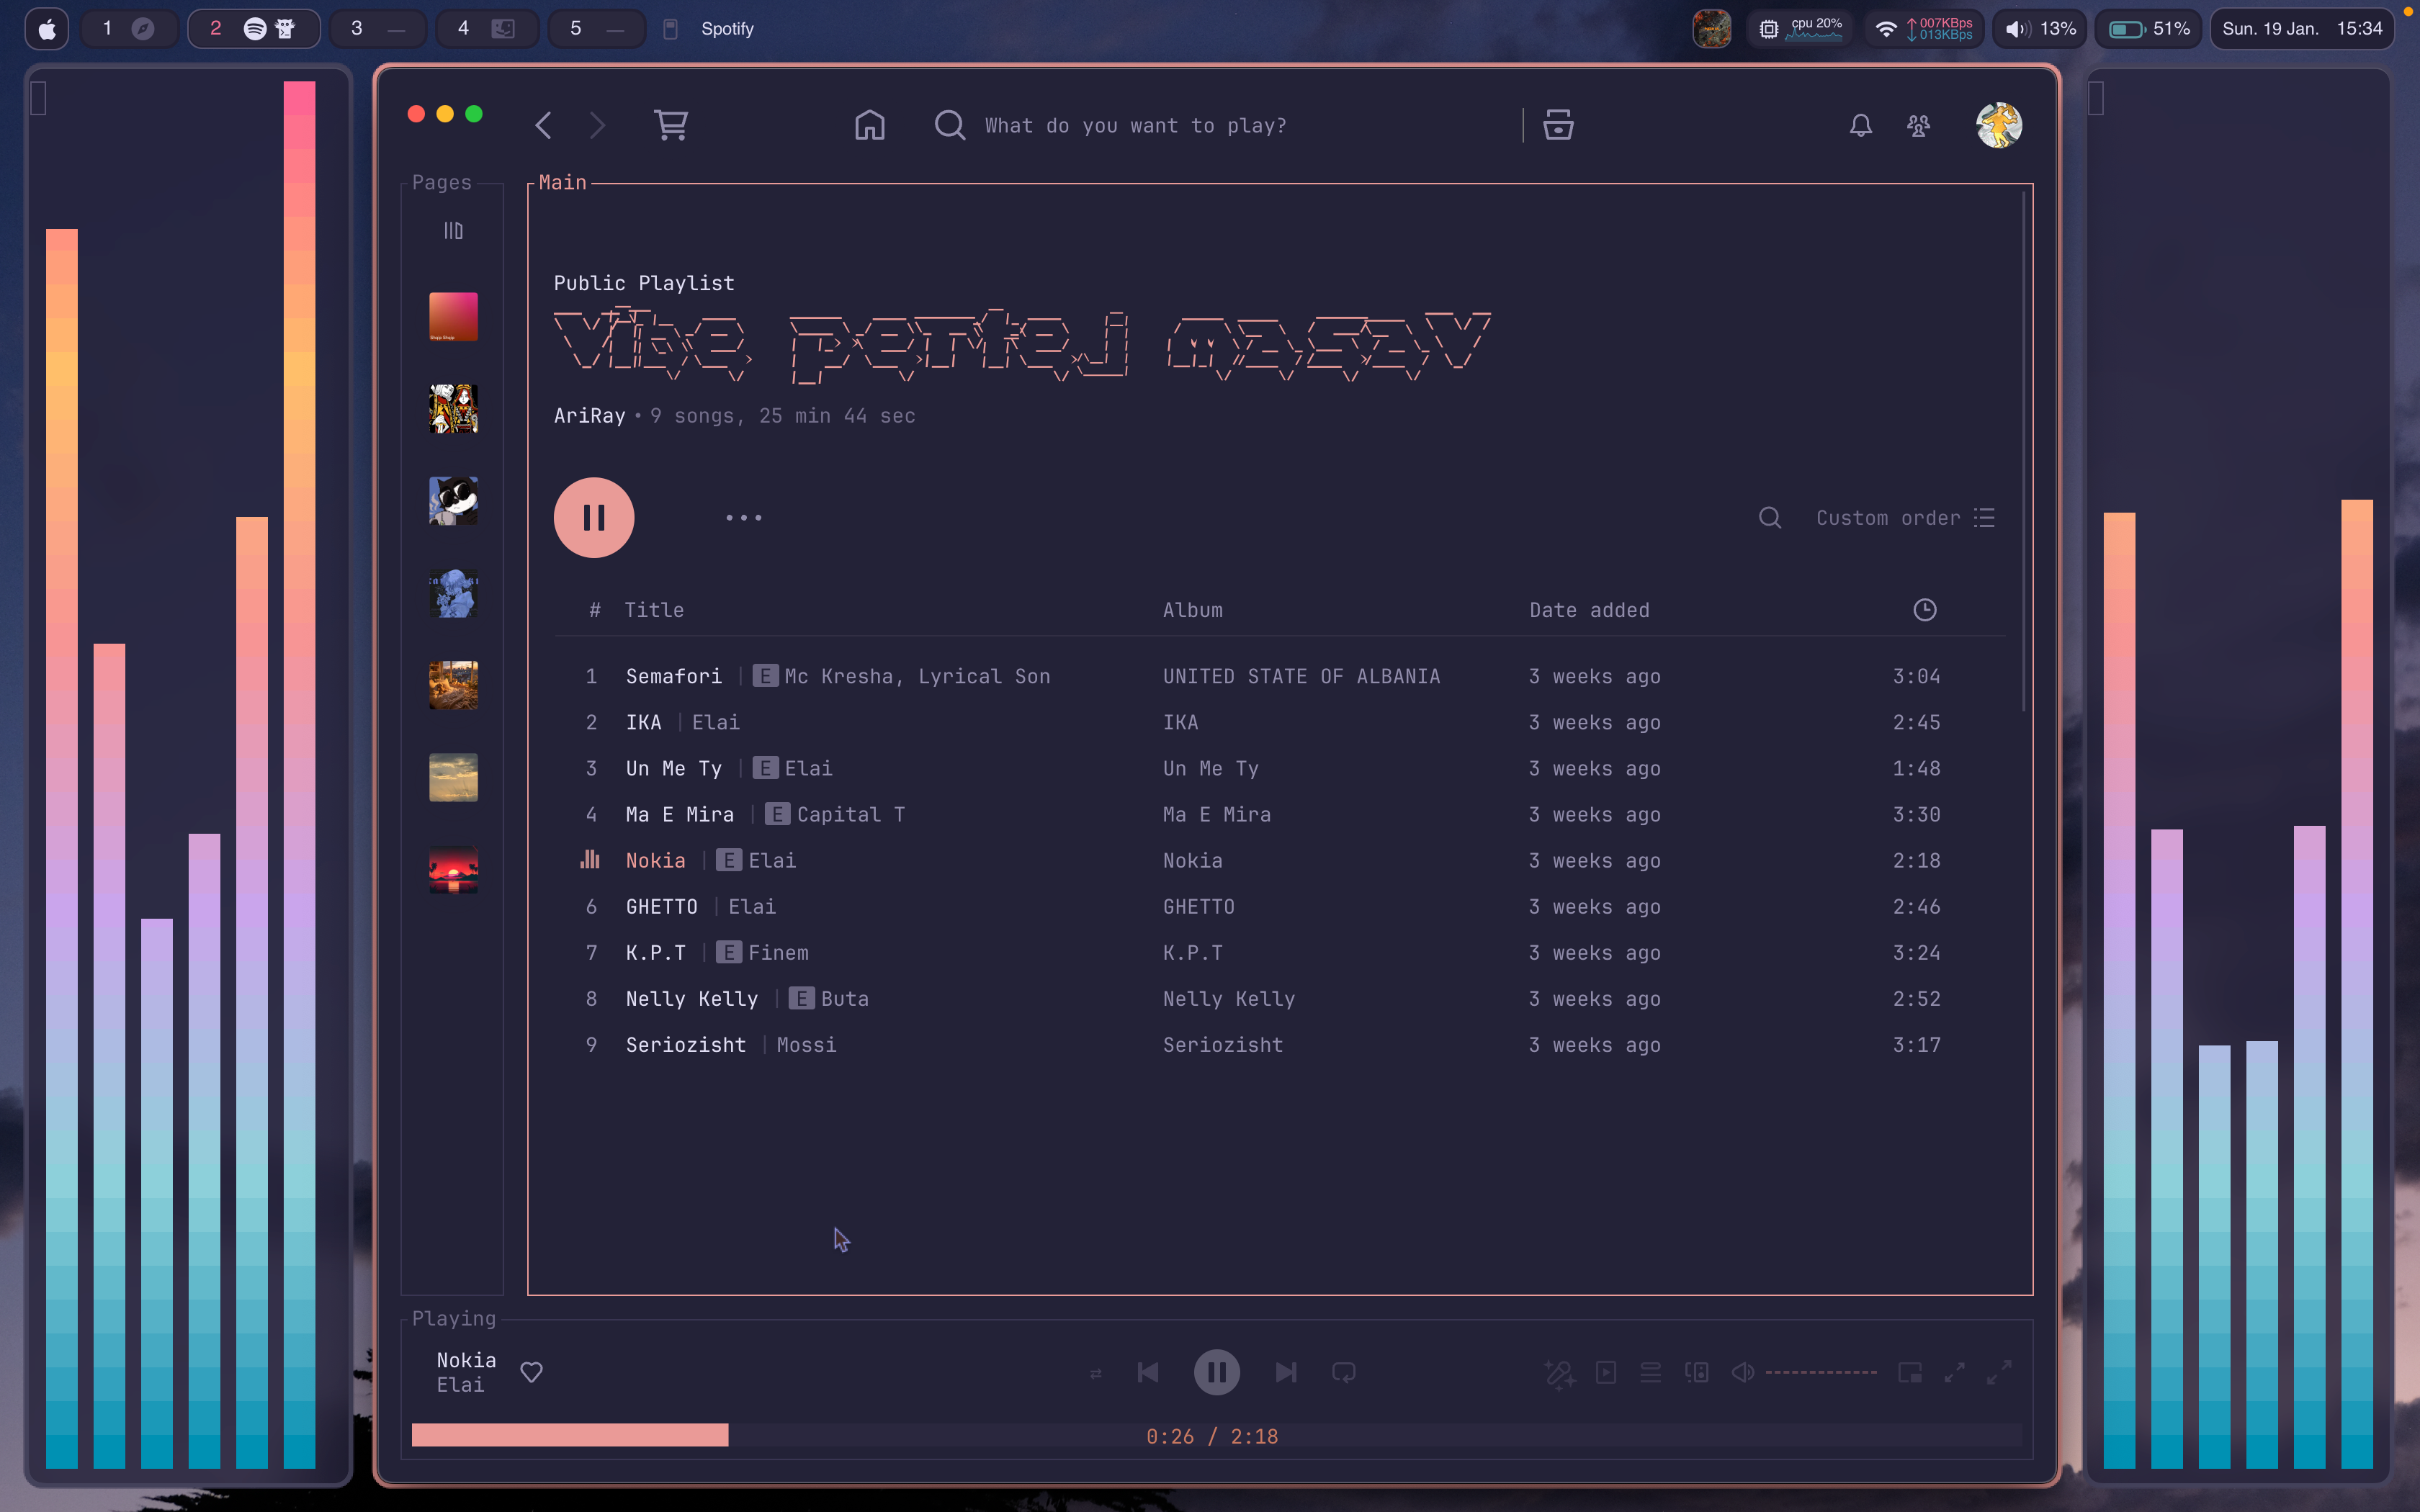 1 2 3 — 4 5 — Spotify cpu 20% 007KBps 013KBps 13% 51% Sun. 19 Jan. 15:34
What do you want to play?
Pages
Main
Public Playlist
Vibe pertej masav
AriRay • 9 songs, 25 min 44 sec
Custom order
# Title Album Date added
1 Semafori | E Mc Kresha, Lyrical Son UNITED STATE OF ALBANIA 3 weeks ago 3:04
2 IKA | Elai IKA 3 weeks ago 2:45
3 Un Me Ty | E Elai Un Me Ty 3 weeks ago 1:48
4 Ma E Mira | E Capital T Ma E Mira 3 weeks ago 3:30
Nokia | E Elai Nokia 3 weeks ago 2:18
6 GHETTO | Elai GHETTO 3 weeks ago 2:46
7 K.P.T | E Finem K.P.T 3 weeks ago 3:24
8 Nelly Kelly | E Buta Nelly Kelly 3 weeks ago 2:52
9 Seriozisht | Mossi Seriozisht 3 weeks ago 3:17
Playing
Nokia
Elai
0:26 / 2:18